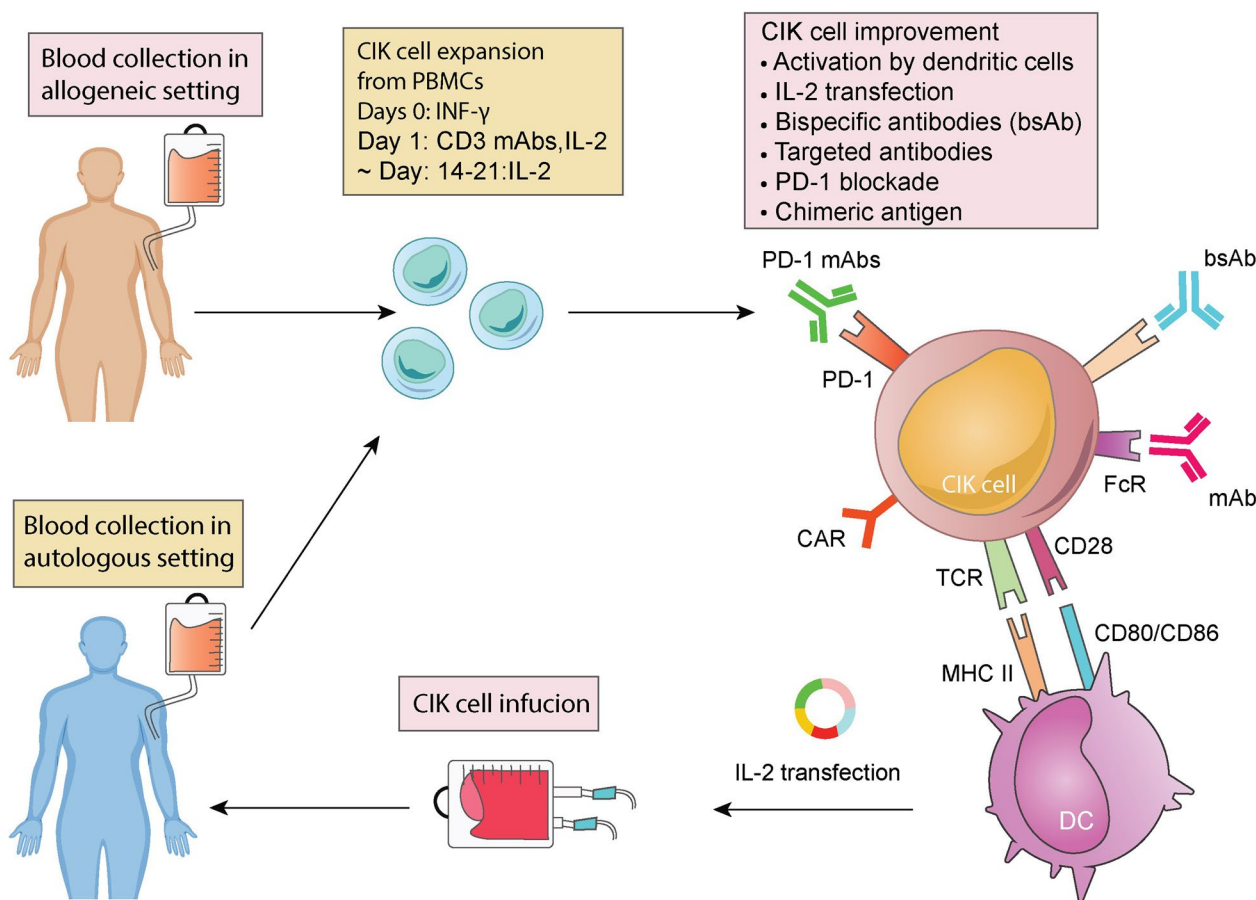 Blood collection in
allogeneic setting
CIK cell expansion
from PBMCs
Days 0: INF-γ
Day 1: CD3 mAbs,IL-2
~ Day: 14-21:IL-2
CIK cell improvement
• Activation by dendritic cells
• IL-2 transfection
• Bispecific antibodies (bsAb)
• Targeted antibodies
• PD-1 blockade
• Chimeric antigen
PD-1 mAbs
bsAb
PD-1
CIK cell
FcR
mAb
CAR
CD28
TCR
Blood collection in
autologous setting
CD80/CD86
MHC II
CIK cell infucion
IL-2 transfection
DC